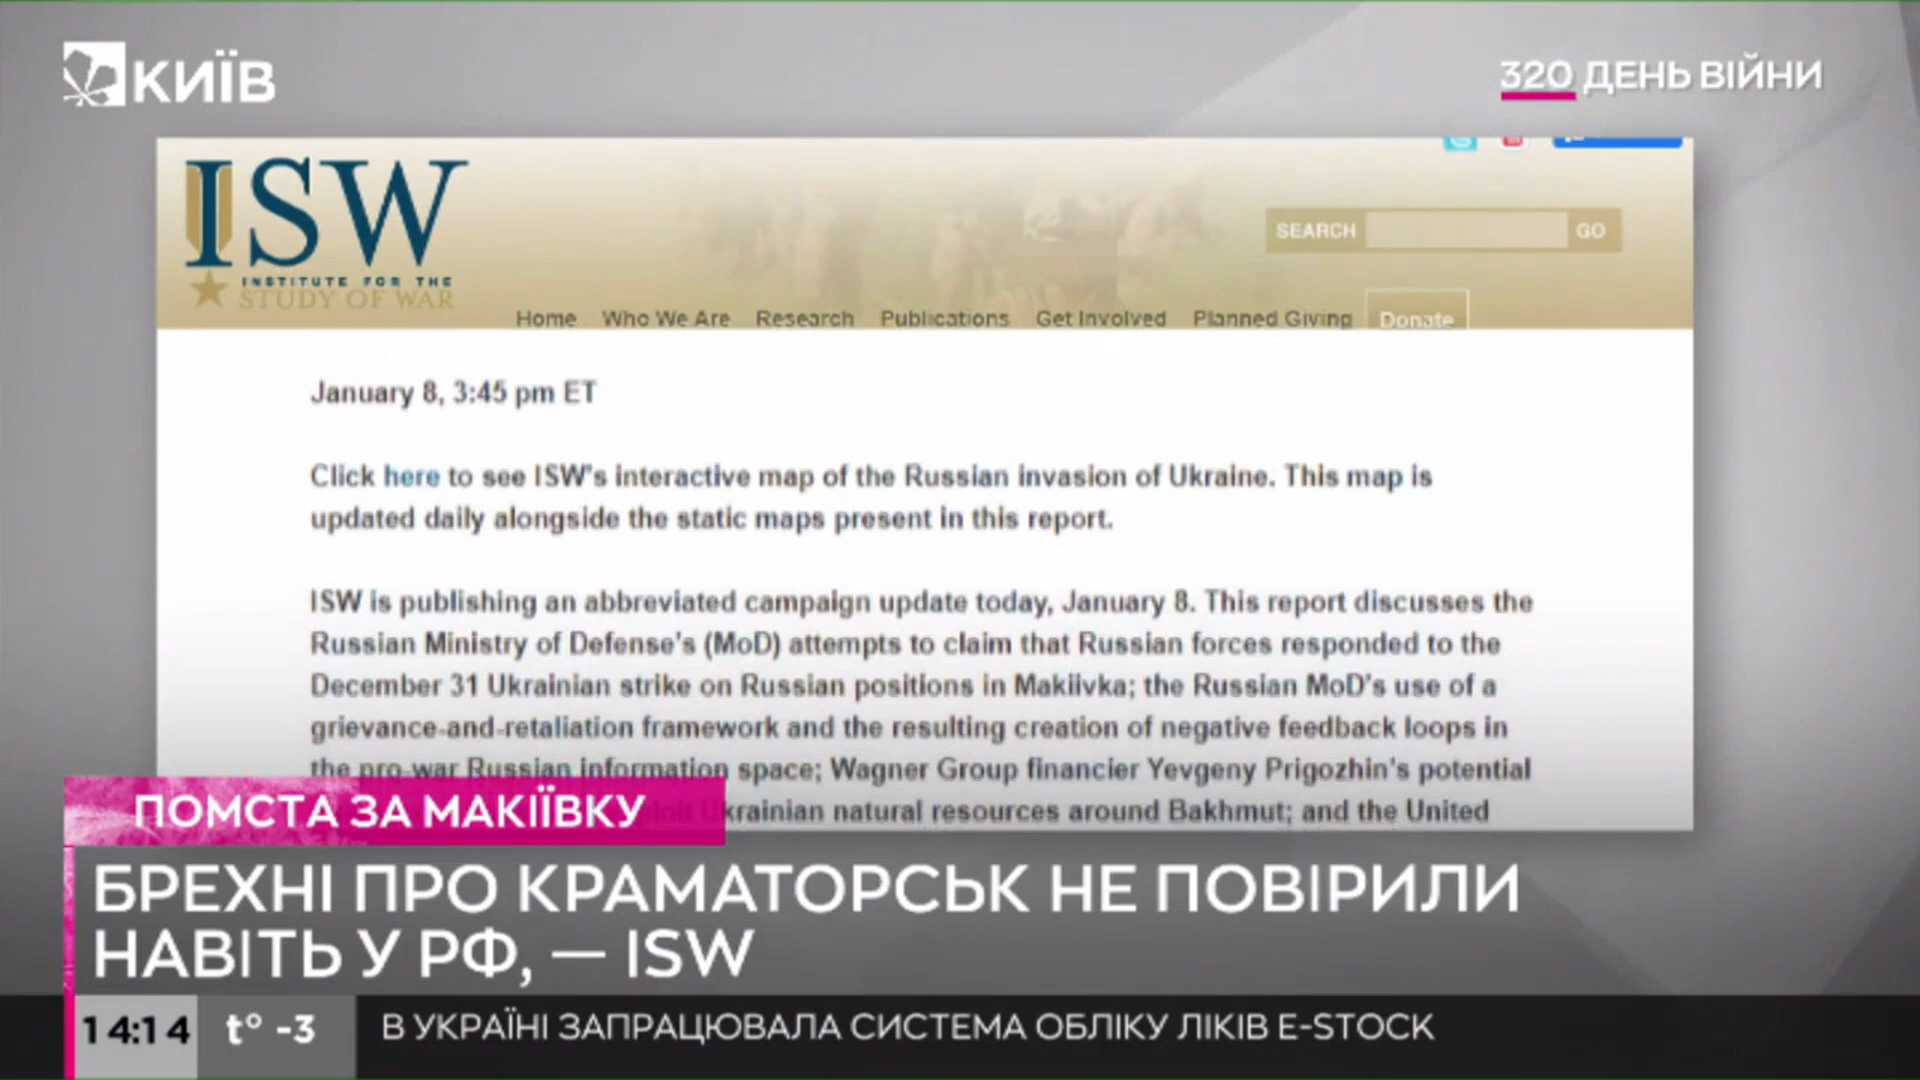 КИЇВ
320 ДЕНЬ ВІЙНИ
ISW
INSTITUTE FOR THE
STUDY OF WAR
SEARCH GO
Home Who We Are Research Publications Get Involved Planned Giving Donate
January 8, 3:45 pm ET
Click here to see ISW's interactive map of the Russian invasion of Ukraine. This map is
updated daily alongside the static maps present in this report.
ISW is publishing an abbreviated campaign update today, January 8. This report discusses the
Russian Ministry of Defense's (MoD) attempts to claim that Russian forces responded to the
December 31 Ukrainian strike on Russian positions in Makiivka; the Russian MoD's use of a
grievance-and-retaliation framework and the resulting creation of negative feedback loops in
the pro-war Russian information space; Wagner Group financier Yevgeny Prigozhin's potential
Ukrainian natural resources around Bakhmut; and the United
ПОМСТА ЗА МАКІЇВКУ
БРЕХНІ ПРО КРАМАТОРСЬК НЕ ПОВІРИЛИ
НАВІТЬ У РФ, — ISW
14:14 t° -3 В УКРАЇНІ ЗАПРАЦЮВАЛА СИСТЕМА ОБЛІКУ ЛІКІВ E-STOCK